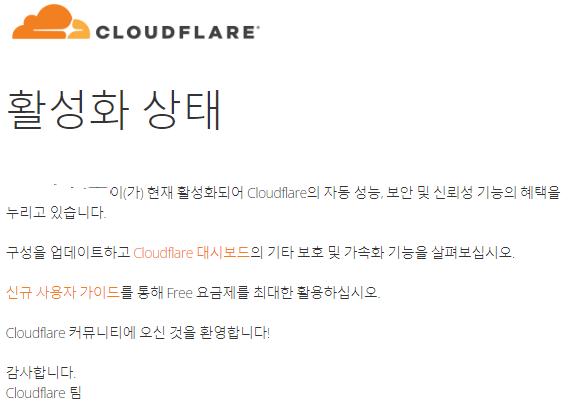 CLOUDFLARE
활성화 상태
이(가) 현재 활성화되어 Cloudflare의 자동 성능, 보안 및 신뢰성 기능의 혜택을
누리고 있습니다.
구성을 업데이트하고 Cloudflare 대시보드의 기타 보호 및 가속화 기능을 살펴보십시오.
신규 사용자 가이드를 통해 Free 요금제를 최대한 활용하십시오.
Cloudflare 커뮤니티에 오신 것을 환영합니다!
감사합니다.
Cloudflare 팀